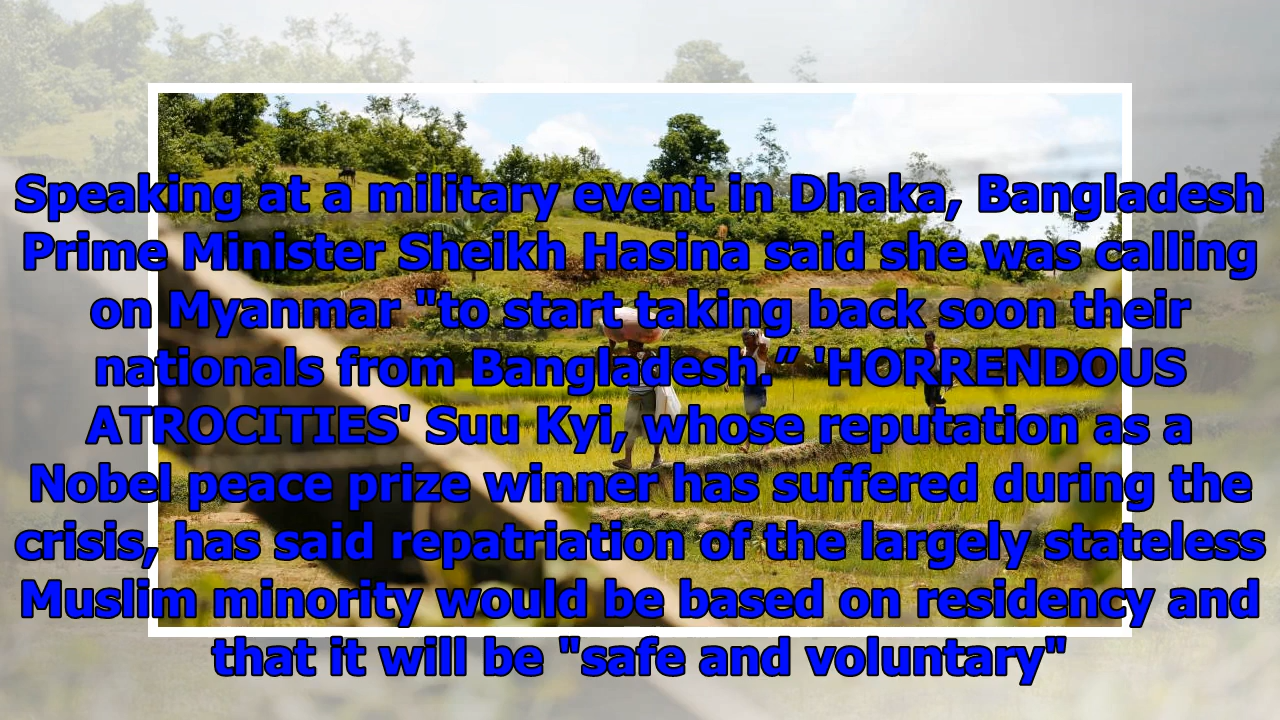 Speaking at a military event in Dhaka, Bangladesh
Prime Minister Sheikh Hasina said she was calling
on Myanmar "to start taking back soon their
nationals from Bangladesh.” 'HORRENDOUS
ATROCITIES' Suu Kyi, whose reputation as a
Nobel peace prize winner has suffered during the
crisis, has said repatriation of the largely stateless
Muslim minority would be based on residency and
that it will be "safe and voluntary"